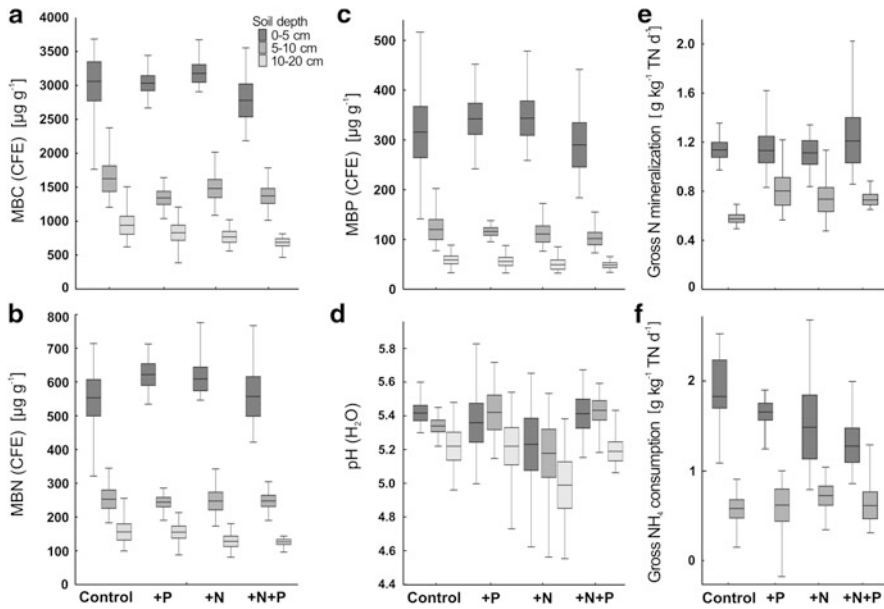 a
Soil depth
0-5 cm
5-10 cm
10-20 cm
MBC (CFE) [µg g⁻¹]
4000
3500
3000
2500
2000
1500
1000
500
0
b
MBN (CFE) [µg g⁻¹]
800
700
600
500
400
300
200
100
0
Control
+P
+N
+N+P
c
MBP (CFE) [µg g⁻¹]
500
400
300
200
100
0
d
pH (H₂O)
5.8
5.6
5.4
5.2
5.0
4.8
4.6
4.4
Control
+P
+N
+N+P
e
Gross N mineralization [g kg⁻¹ TN d⁻¹]
2.0
1.6
1.2
0.8
0.4
f
Gross NH₄ consumption [g kg⁻¹ TN d⁻¹]
2
1
0
Control
+P
+N
+N+P